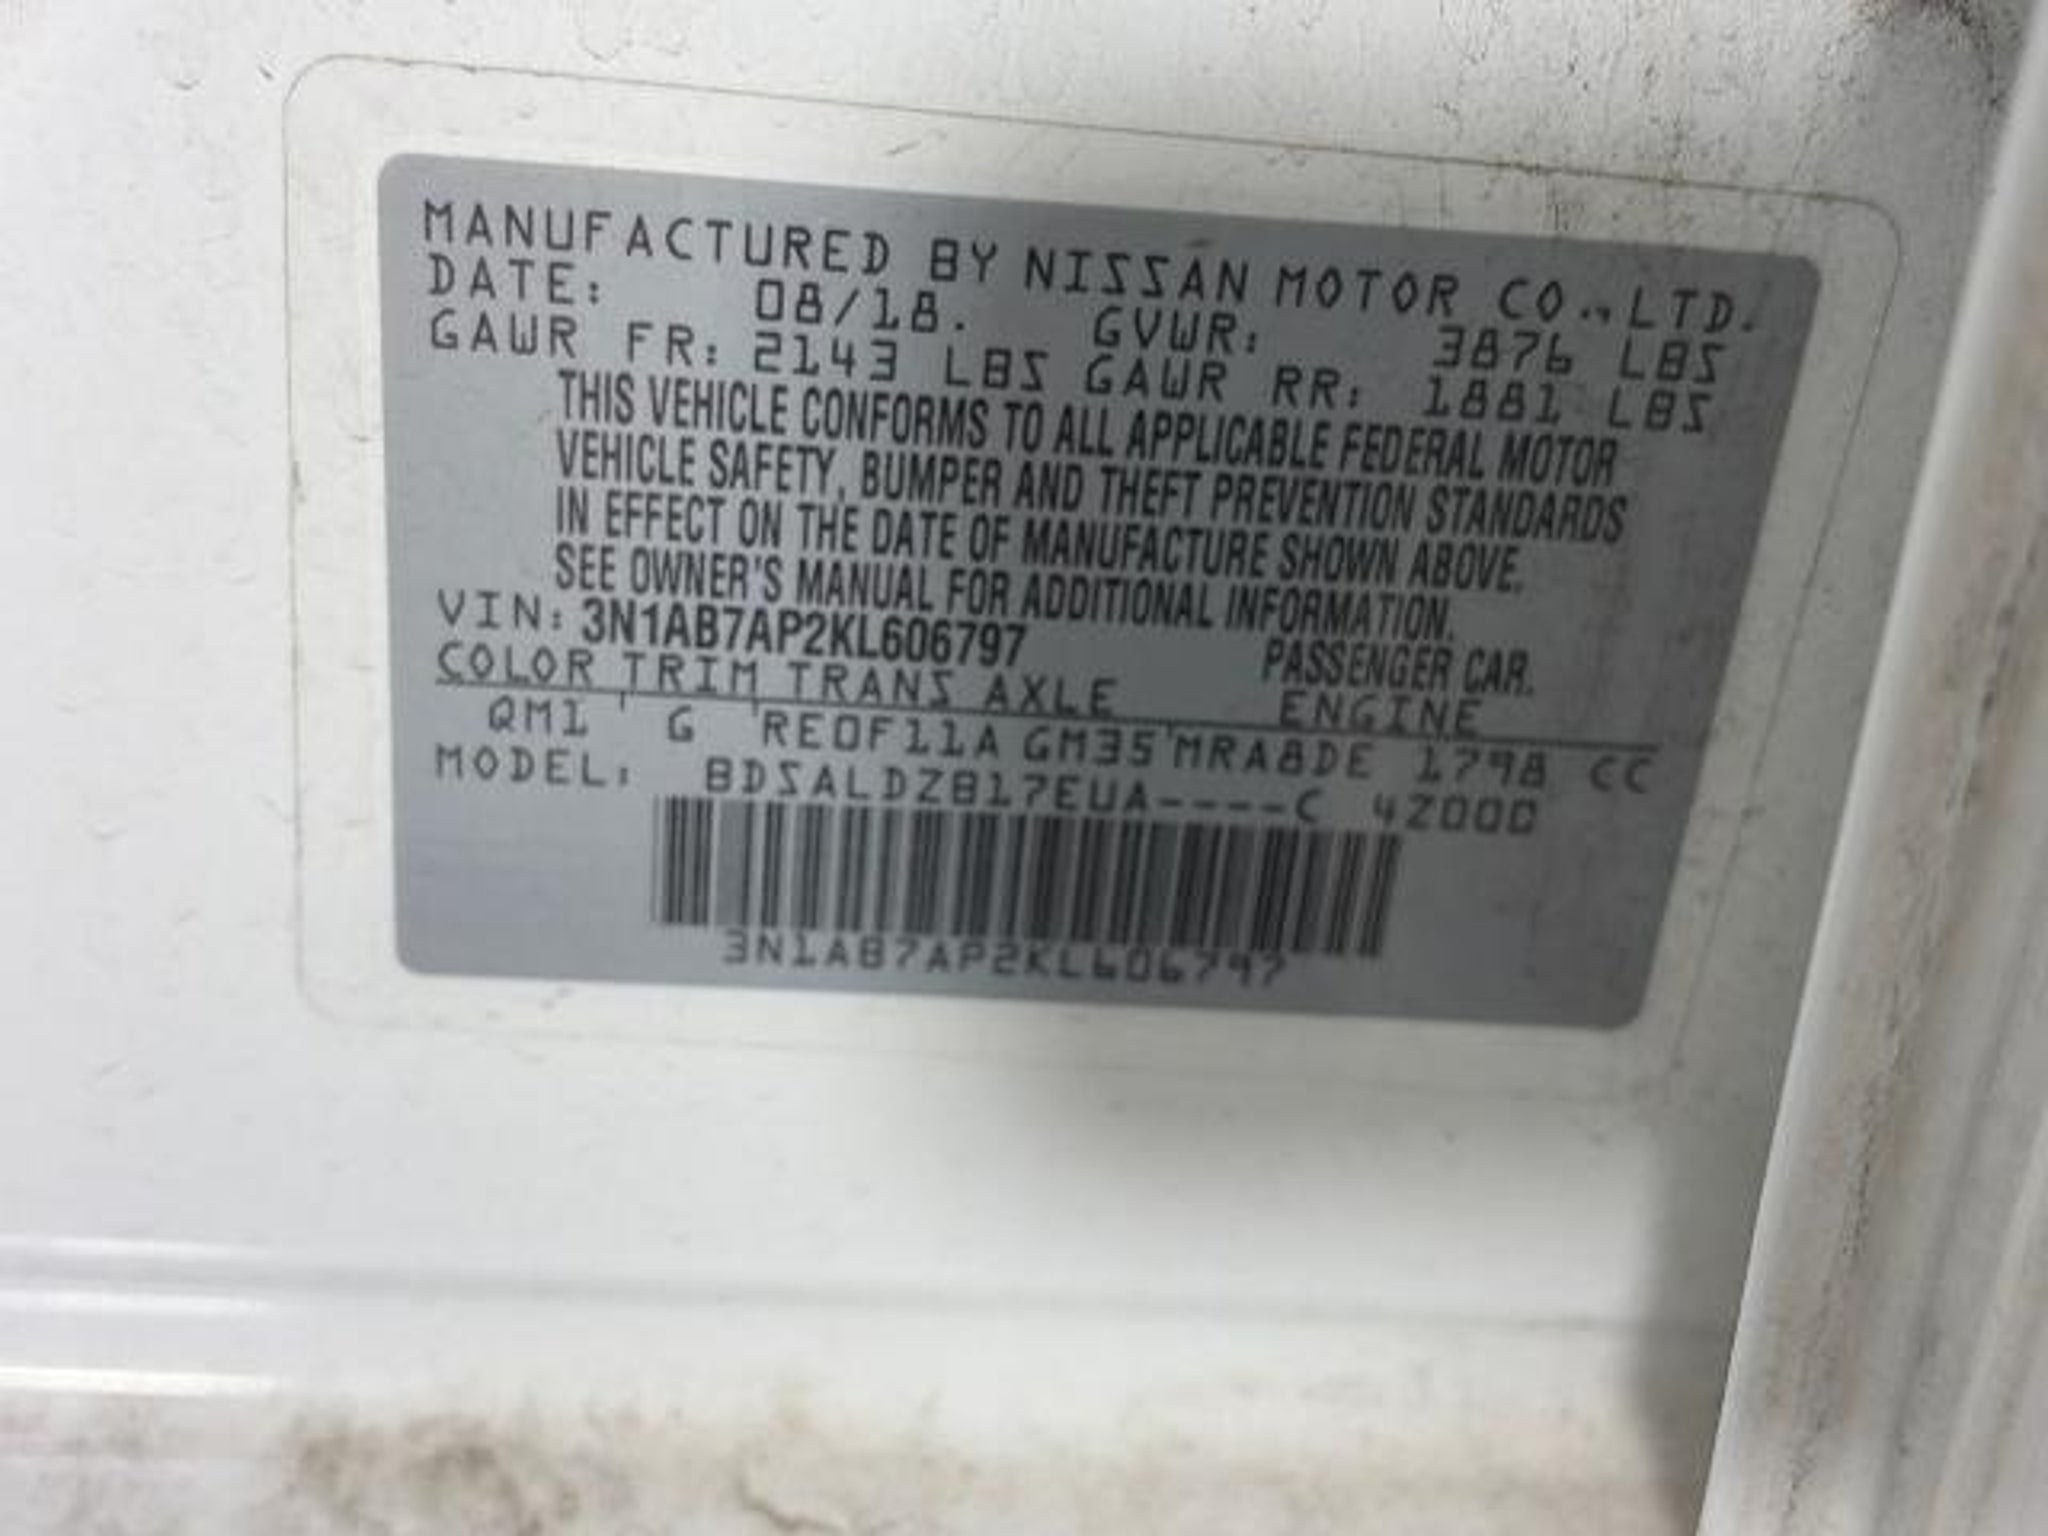 MANUFACTURED BY NISSAN MOTOR CO.,LTD.
DATE: 08/18. GVWR: 3876 LBS
GAWR FR: 2143 LBS GAWR RR: 1881 LBS
THIS VEHICLE CONFORMS TO ALL APPLICABLE FEDERAL MOTOR
VEHICLE SAFETY, BUMPER AND THEFT PREVENTION STANDARDS
IN EFFECT ON THE DATE OF MANUFACTURE SHOWN ABOVE.
SEE OWNER'S MANUAL FOR ADDITIONAL INFORMATION.
VIN: 3N1AB7AP2KL606797 PASSENGER CAR.
COLOR TRIM TRANS AXLE ENGINE
QM1 G RE0F11A GM35 MRA8DE 1798 CC
MODEL: BDSALDZB17EUA----C 4Z00D
3N1AB7AP2KL606797